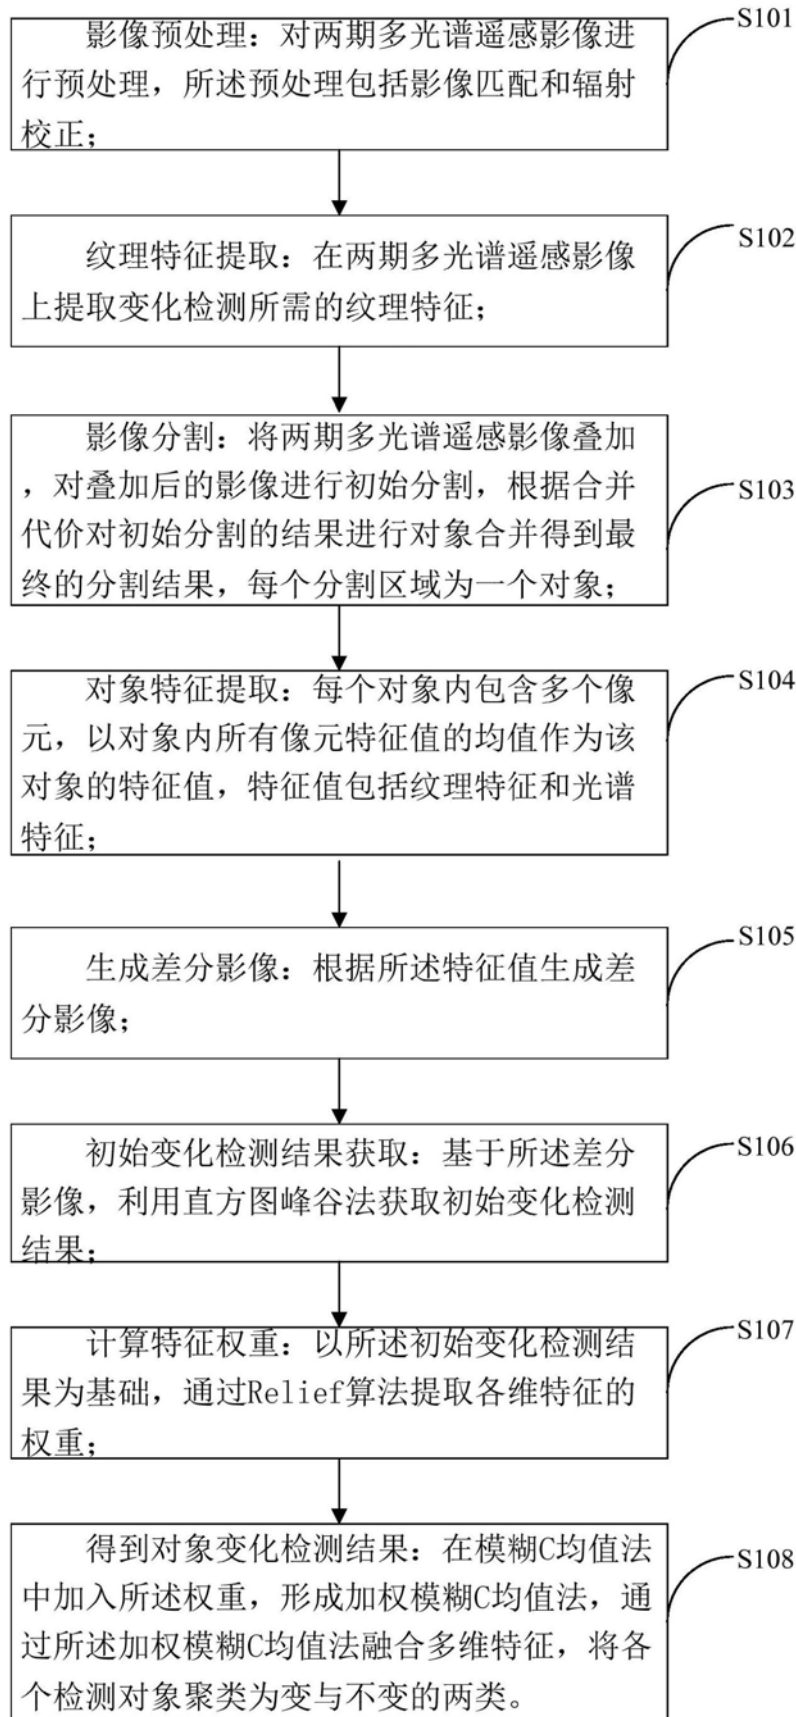 影像预处理：对两期多光谱遥感影像进
行预处理，所述预处理包括影像匹配和辐射
校正；
S101
纹理特征提取：在两期多光谱遥感影像
上提取变化检测所需的纹理特征；
S102
影像分割：将两期多光谱遥感影像叠加
，对叠加后的影像进行初始分割，根据合并
代价对初始分割的结果进行对象合并得到最
终的分割结果，每个分割区域为一个对象；
S103
对象特征提取：每个对象内包含多个像
元，以对象内所有像元特征值的均值作为该
对象的特征值，特征值包括纹理特征和光谱
特征；
S104
生成差分影像：根据所述特征值生成差
分影像；
S105
初始变化检测结果获取：基于所述差分
影像，利用直方图峰谷法获取初始变化检测
结果；
S106
计算特征权重：以所述初始变化检测结
果为基础，通过Relief算法提取各维特征的
权重；
S107
得到对象变化检测结果：在模糊C均值法
中加入所述权重，形成加权模糊C均值法，通
过所述加权模糊C均值法融合多维特征，将各
个检测对象聚类为变与不变的两类。
S108